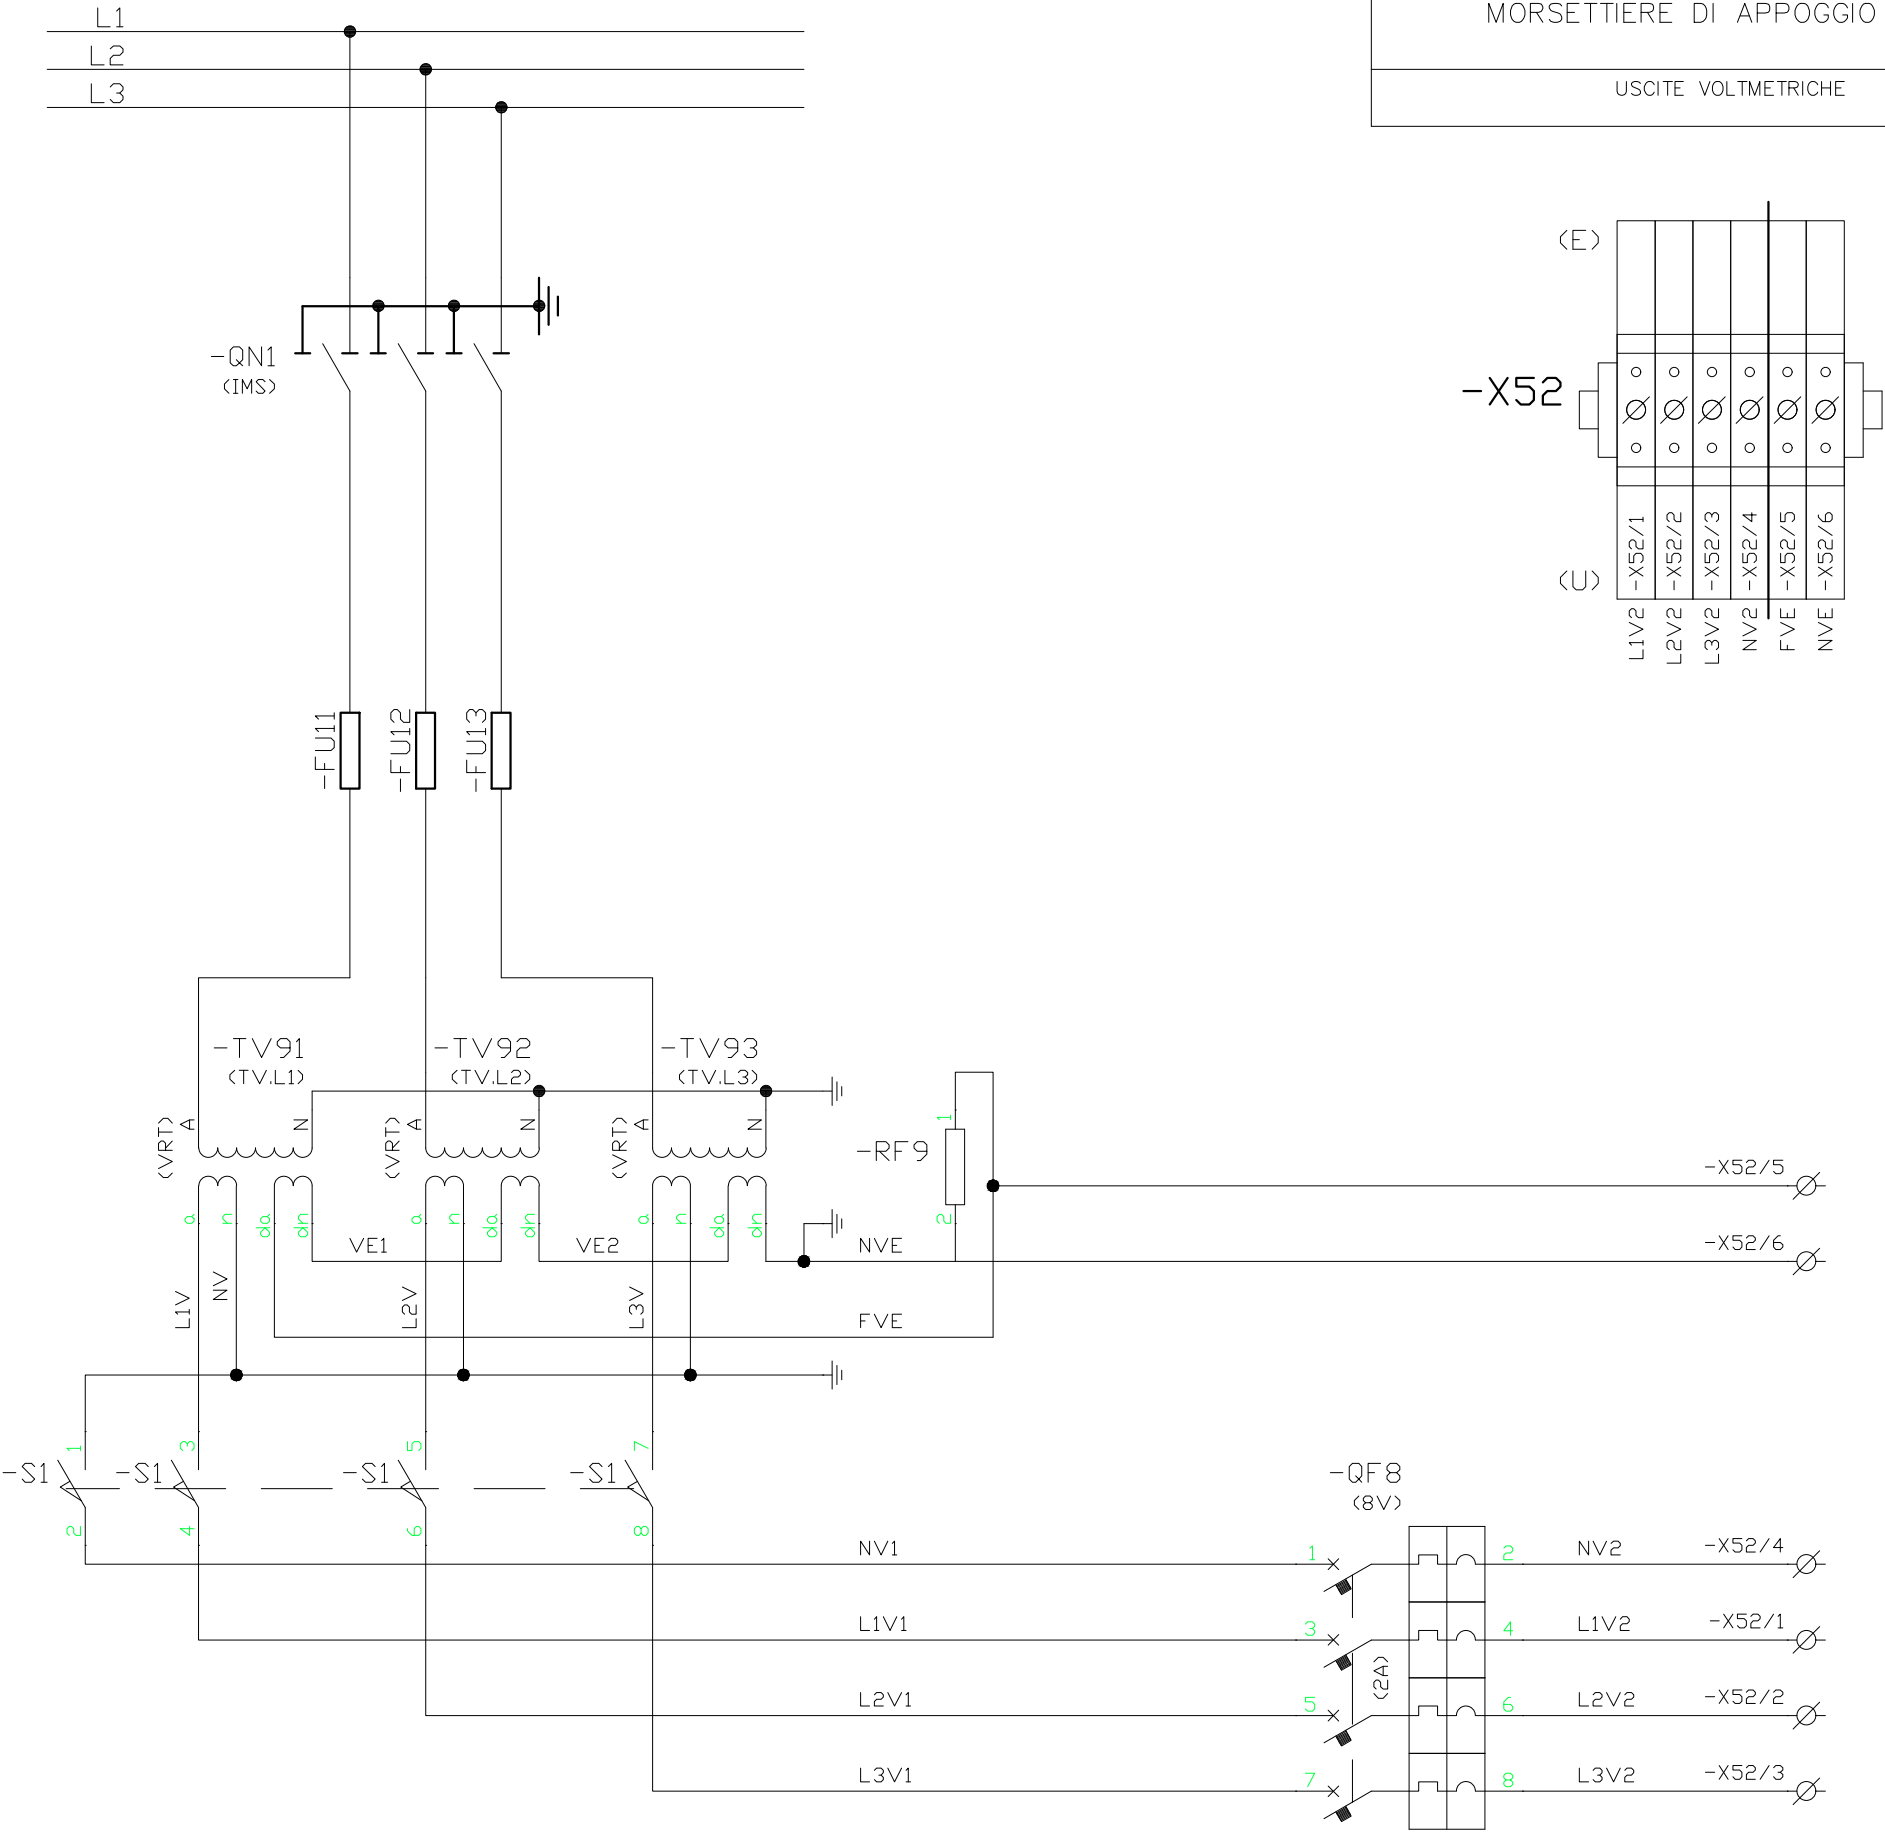 L1
MORSETTIERE DI APPOGGIO
L2
L3
USCITE VOLTMETRICHE
(E)
-QN1
(IMS)
-X52
-X52/1
-X52/2
-X52/3
-X52/4
-X52/5
-X52/6
(U)
L1V2
L2V2
L3V2
NV2
FVE
NVE
-FU11
-FU12
-FU13
-TV91
(TV.L1)
-TV92
(TV.L2)
-TV93
(TV.L3)
(VRT)
A
N
(VRT)
A
N
(VRT)
A
N
1
-RF9
2
-X52/5
a
n
da
dn
a
n
da
dn
a
n
da
dn
VE1
VE2
NVE
-X52/6
L1V
NV
L2V
L3V
FVE
1
3
5
7
-S1
-S1
-S1
-S1
2
4
6
8
-QF8
(8V)
NV1
1
2
NV2
-X52/4
L1V1
3
4
L1V2
-X52/1
(2A)
L2V1
5
6
L2V2
-X52/2
L3V1
7
8
L3V2
-X52/3